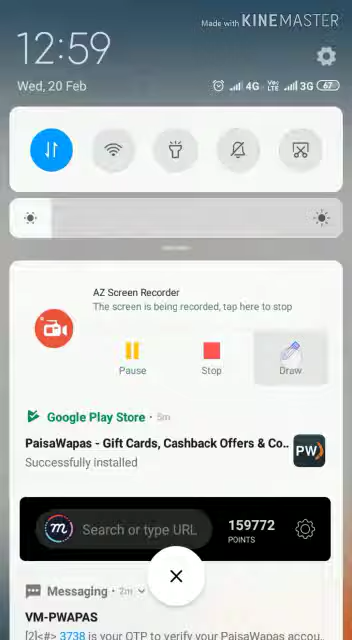 Made with KINEMASTER
12:59
Wed, 20 Feb
4G VoLTE 3G 67
AZ Screen Recorder
The screen is being recorded, tap here to stop
Pause Stop Draw
Google Play Store • 5m
PaisaWapas - Gift Cards, Cashback Offers & Co..
Successfully installed
PW)
m Search or type URL 159772
POINTS
Messaging • 2m
VM-PWAPAS
[2]<#> 3738 is your OTP to verify your PaisaWapas accou..